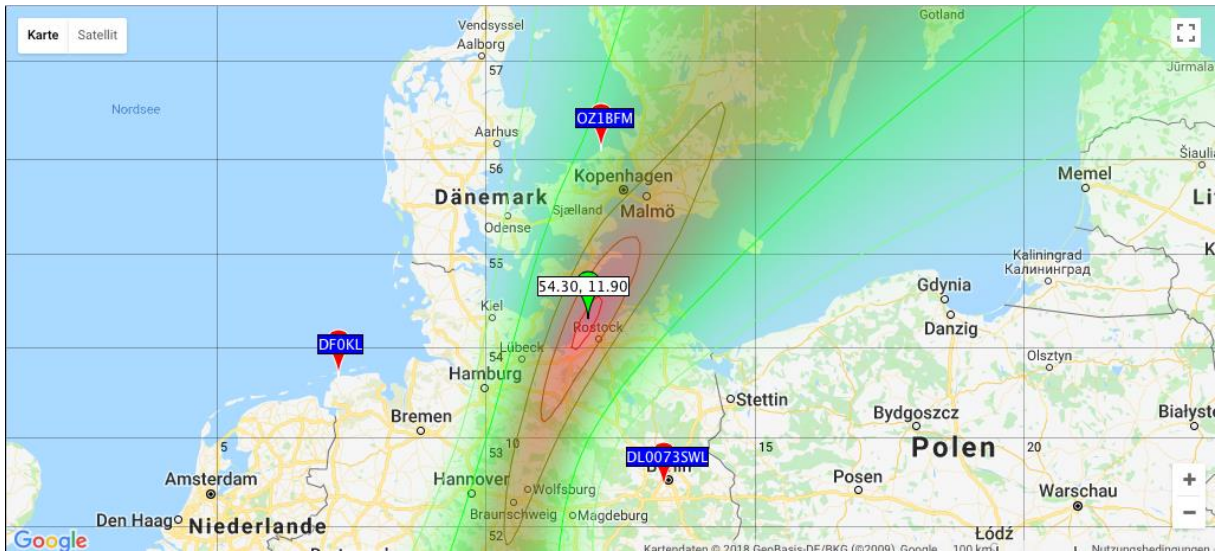 Karte Satellit
Vendsyssel
Aalborg
Gotland
57
Jūrmala
Nordsee
OZ1BFM
Aarhus
56
Šiaulia
Kopenhagen
Memel
Dänemark
Malmö
Sjælland
Odense
55
Kaliningrad
Калининград
54.30, 11.90
Kiel
Gdynia
Rostock
Danzig
DF0KL
Lübeck
54
Olsztyn
Hamburg
Stettin
Bremen
Bydgoszcz
Białyst
5
10
15
20
Polen
53
DL0073SWL
Berlin
Amsterdam
Hannover
Wolfsburg
Posen
Warschau
Braunschweig
Magdeburg
Den Haag
Niederlande
52
Łódź
Google
Kartendaten © 2018 GeoBasis-DE/BKG (©2009), Google
100 km
Nutzungsbedingungen